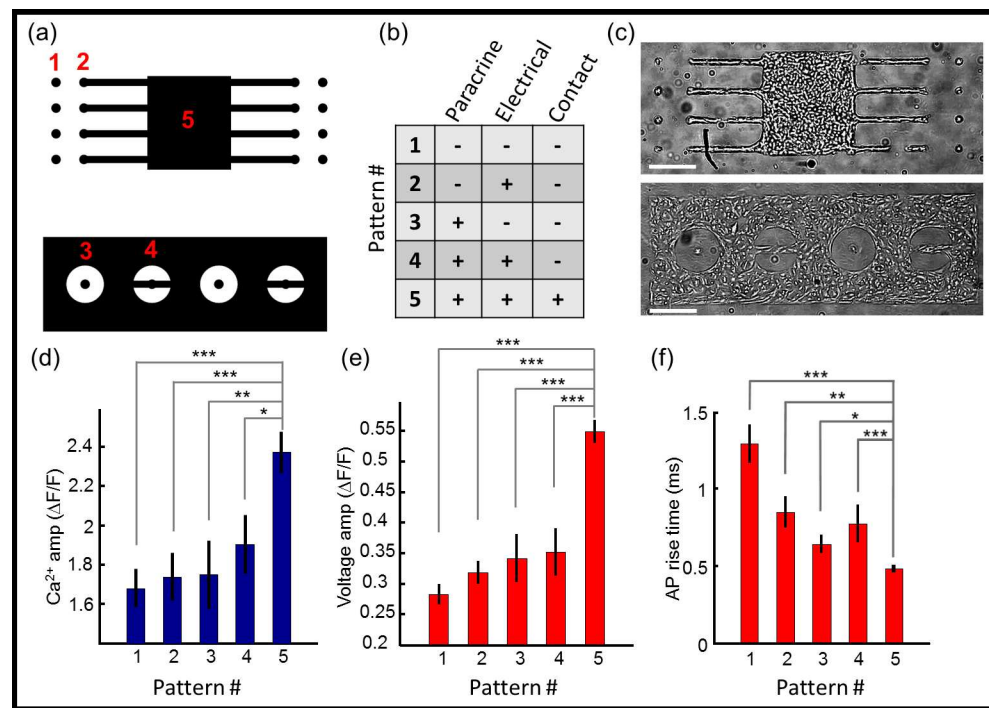 (a)
1 2
5
3 4
(b)
Paracrine Electrical Contact
Pattern #
1 - - -
2 - + -
3 + - -
4 + + -
5 + + +
(c)
(d)
***
***
**
*
Ca²⁺ amp (ΔF/F)
2.4
2.2
2
1.8
1.6
1 2 3 4 5
Pattern #
(e)
***
***
***
***
Voltage amp (ΔF/F)
0.55
0.5
0.45
0.4
0.35
0.3
0.25
0.2
1 2 3 4 5
Pattern #
(f)
***
**
*
***
AP rise time (ms)
1.5
1
0.5
0
1 2 3 4 5
Pattern #